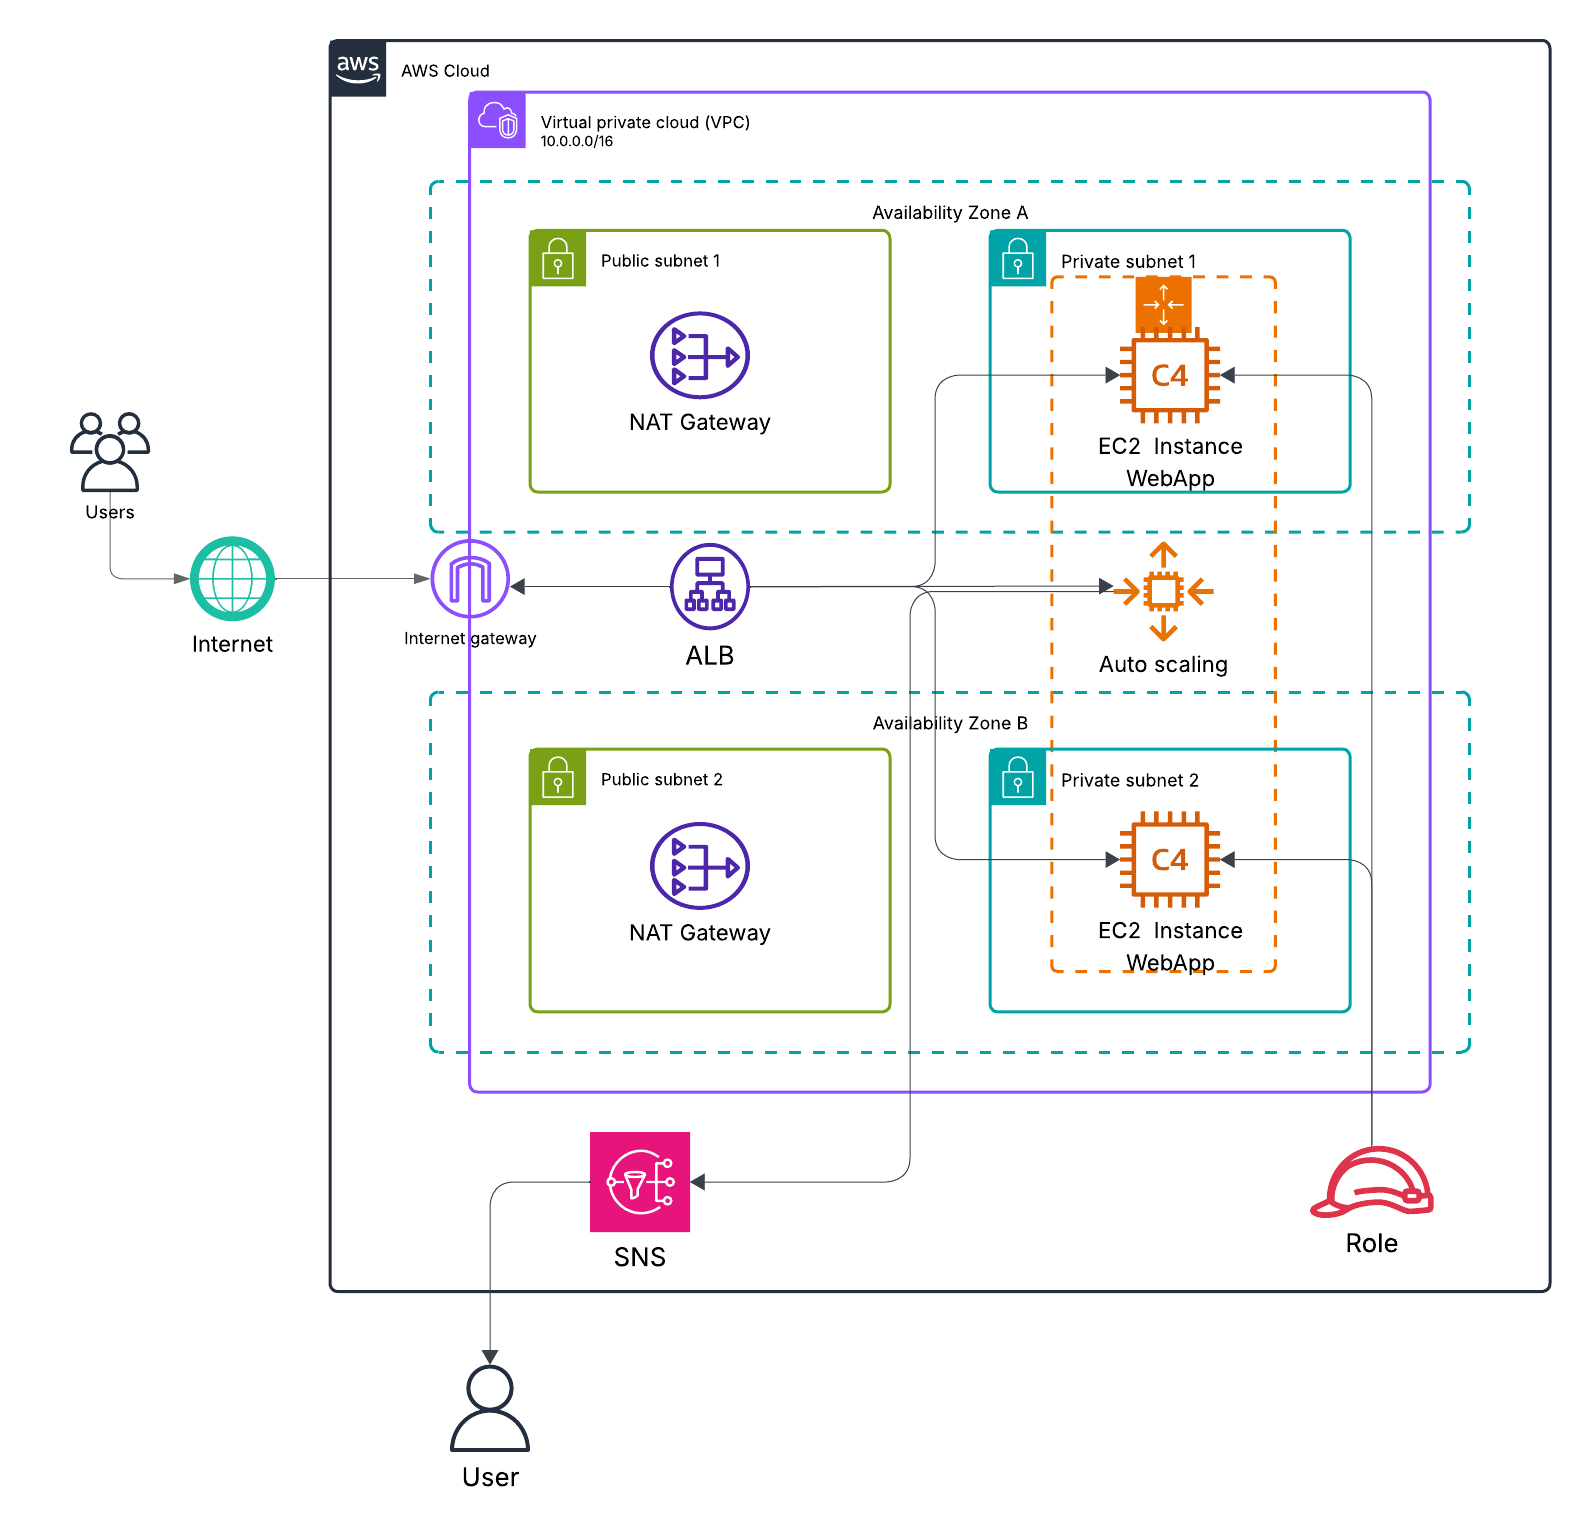 aws
AWS Cloud
Virtual private cloud (VPC)
10.0.0.0/16
Availability Zone A
Public subnet 1
Private subnet 1
NAT Gateway
C4
EC2 Instance
WebApp
Users
Internet
Internet gateway
ALB
Auto scaling
Availability Zone B
Public subnet 2
Private subnet 2
NAT Gateway
C4
EC2 Instance
WebApp
SNS
Role
User